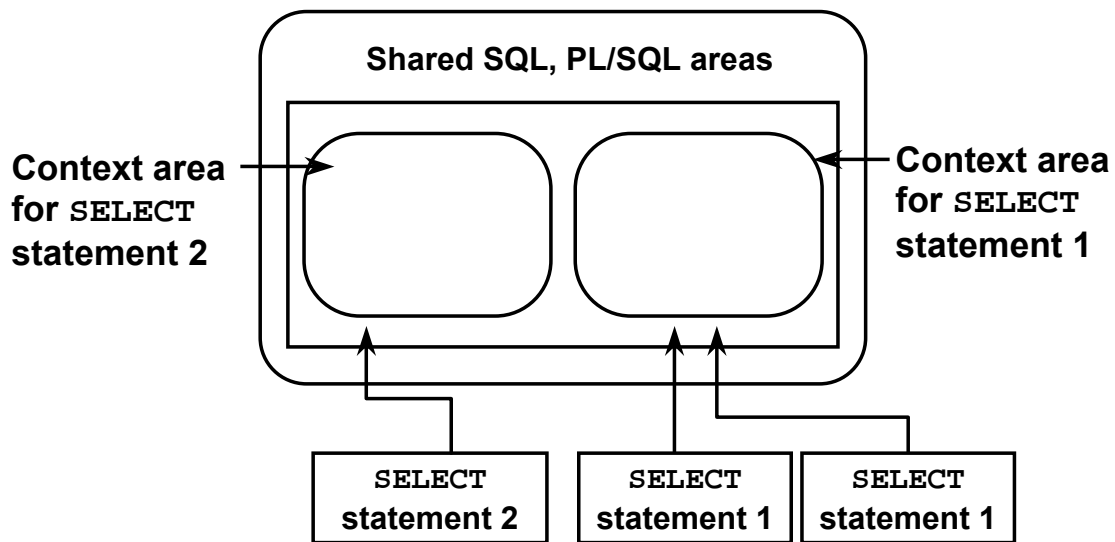 Shared SQL, PL/SQL areas
Context area
for SELECT
statement 2
Context area
for SELECT
statement 1
SELECT
statement 2
SELECT
statement 1
SELECT
statement 1